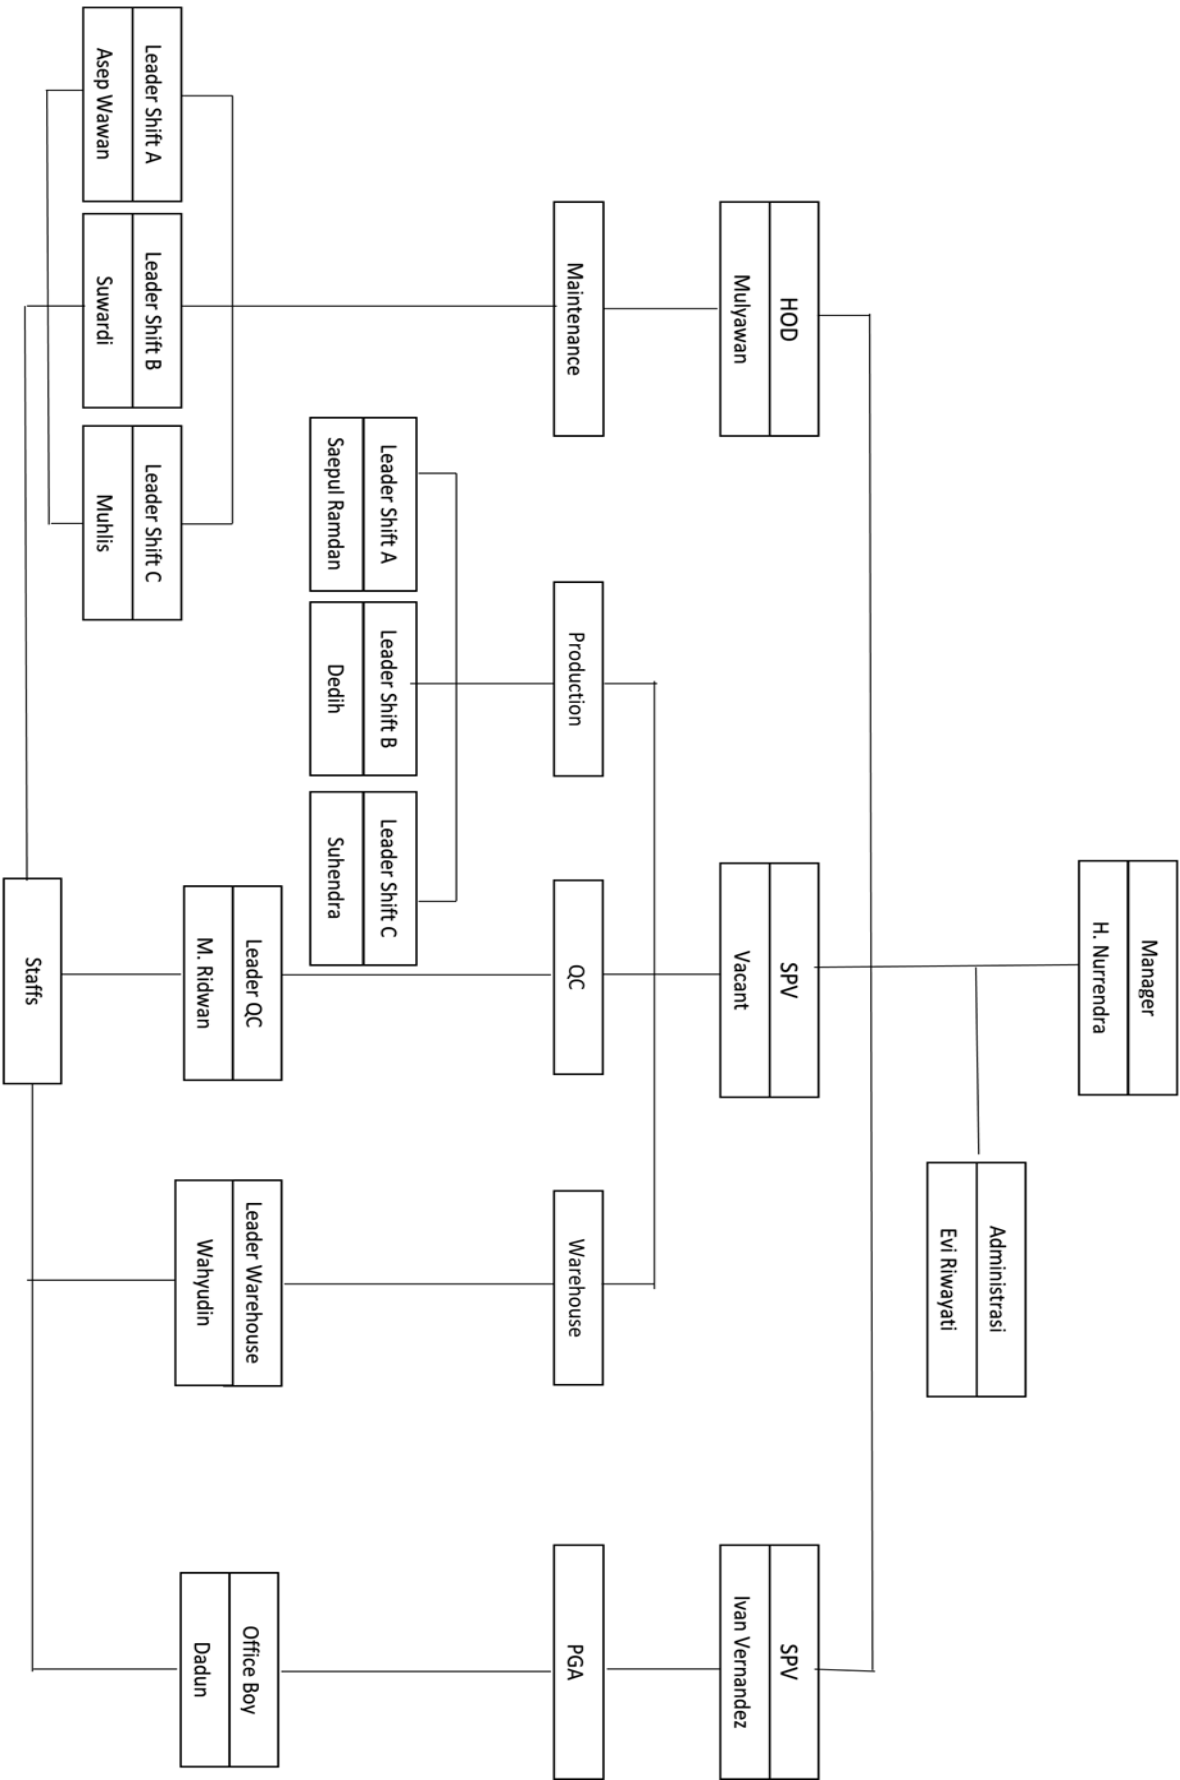 Manager
H. Nurrendra
Administrasi
Evi Riwayati
HOD
Mulyawan
SPV
Vacant
SPV
Ivan Vernandez
Maintenance
Production
QC
Warehouse
PGA
Leader Shift A
Saepul Ramdan
Leader Shift B
Dedih
Leader Shift C
Suhendra
Leader Shift A
Asep Wawan
Leader Shift B
Suwardi
Leader Shift C
Muhlis
Leader QC
M. Ridwan
Leader Warehouse
Wahyudin
Office Boy
Dadun
Staffs